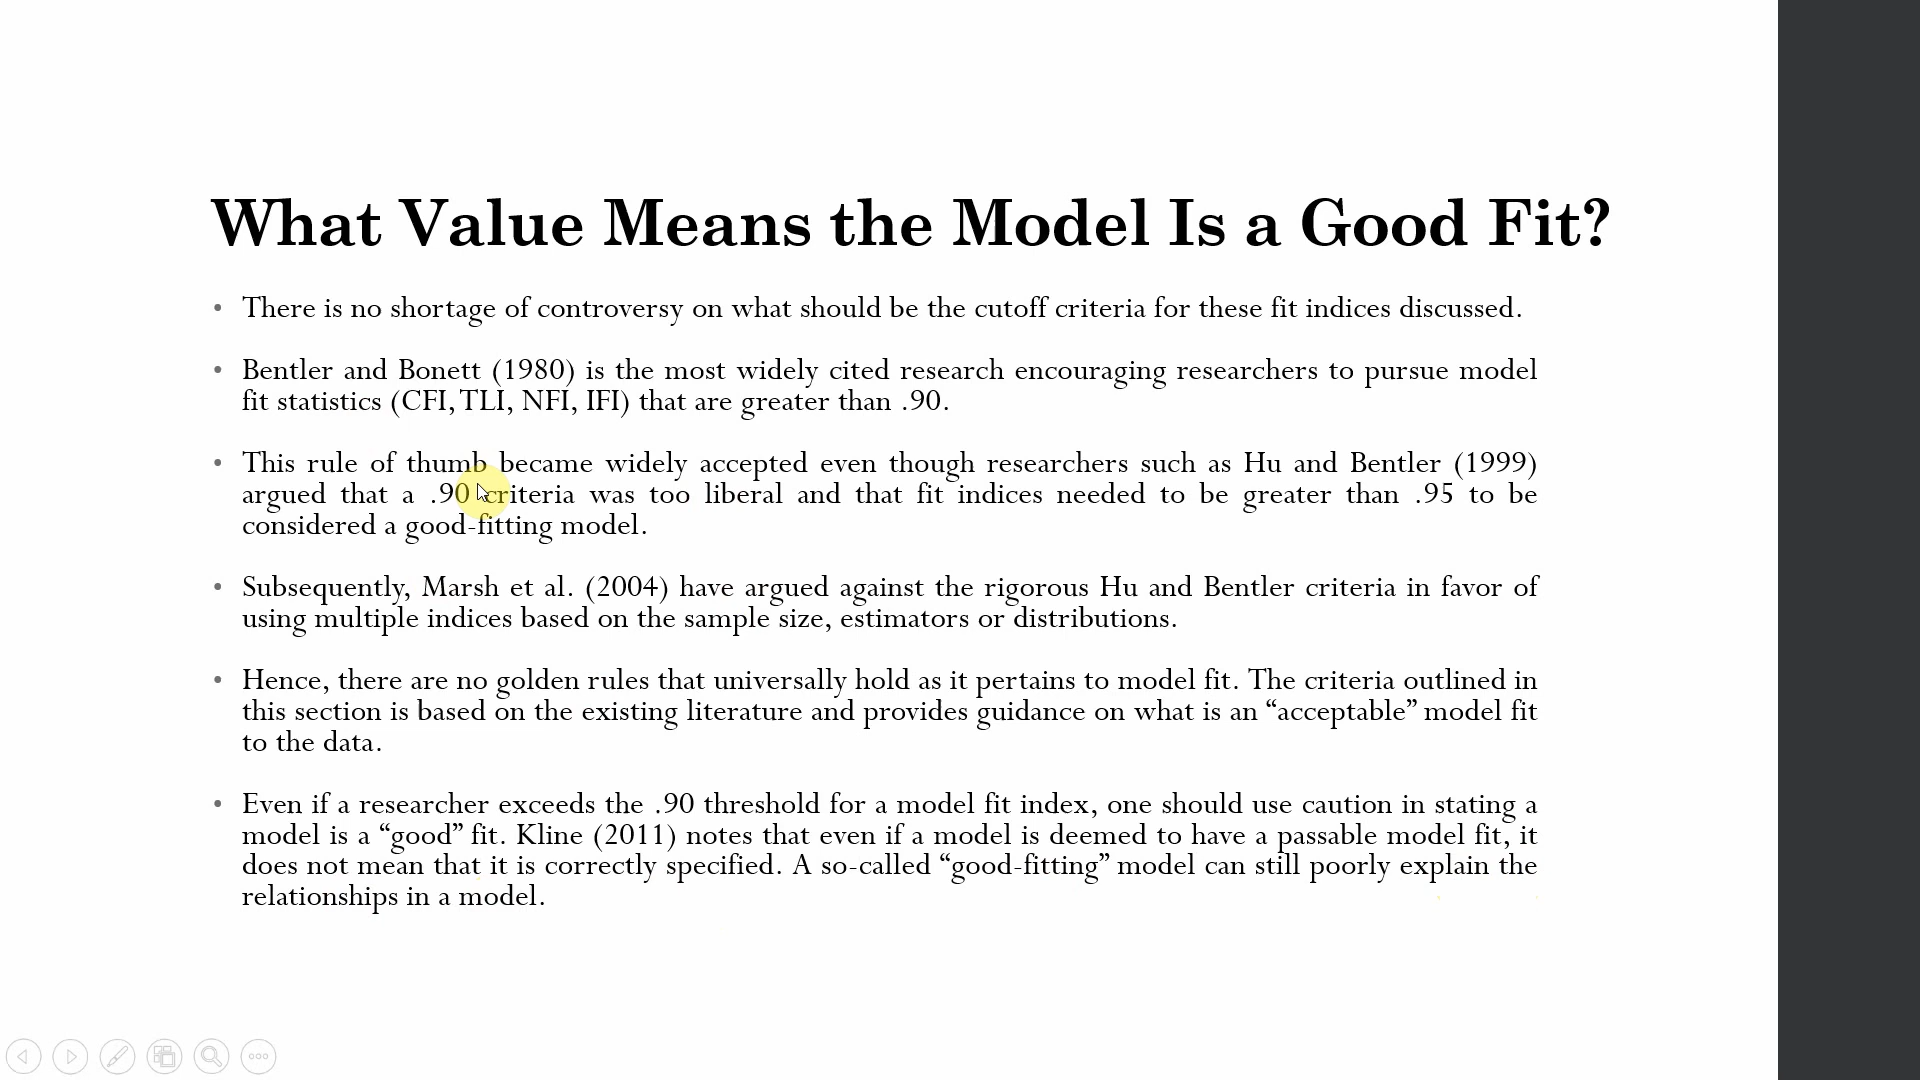 What Value Means the Model Is a Good Fit?
• There is no shortage of controversy on what should be the cutoff criteria for these fit indices discussed.
• Bentler and Bonett (1980) is the most widely cited research encouraging researchers to pursue model
fit statistics (CFI, TLI, NFI, IFI) that are greater than .90.
• This rule of thumb became widely accepted even though researchers such as Hu and Bentler (1999)
argued that a .90 criteria was too liberal and that fit indices needed to be greater than .95 to be
considered a good-fitting model.
• Subsequently, Marsh et al. (2004) have argued against the rigorous Hu and Bentler criteria in favor of
using multiple indices based on the sample size, estimators or distributions.
• Hence, there are no golden rules that universally hold as it pertains to model fit. The criteria outlined in
this section is based on the existing literature and provides guidance on what is an “acceptable” model fit
to the data.
• Even if a researcher exceeds the .90 threshold for a model fit index, one should use caution in stating a
model is a “good” fit. Kline (2011) notes that even if a model is deemed to have a passable model fit, it
does not mean that it is correctly specified. A so-called “good-fitting” model can still poorly explain the
relationships in a model.